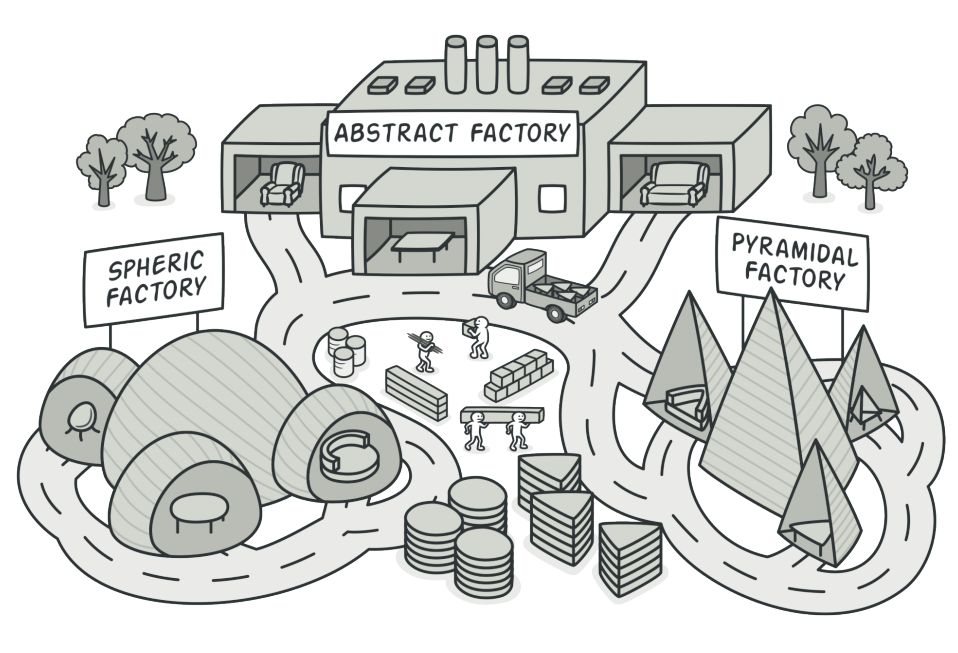 ABSTRACT FACTORY
SPHERIC
FACTORY
PYRAMIDAL
FACTORY